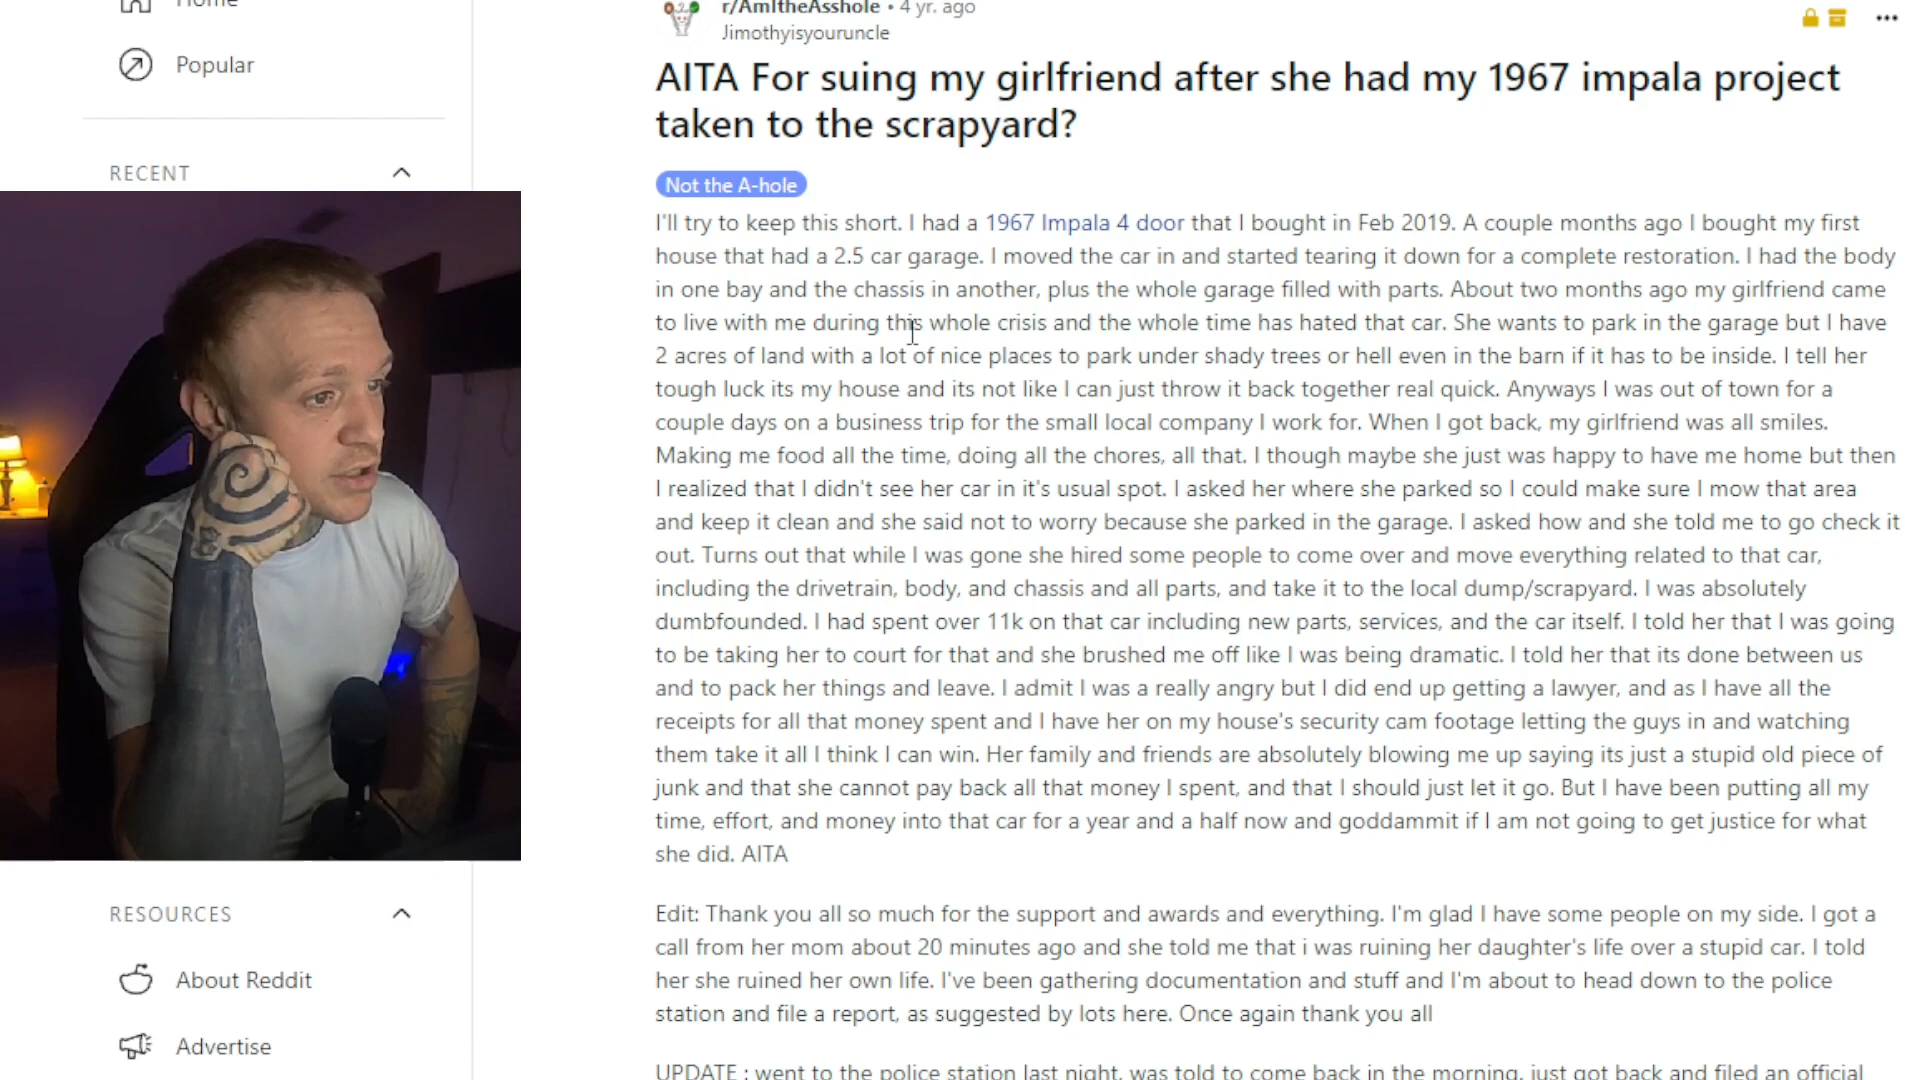 Home
Popular
RECENT
RESOURCES
About Reddit
Advertise
r/AmItheAsshole • 4 yr. ago
Jimothyisyouruncle
AITA For suing my girlfriend after she had my 1967 impala project
taken to the scrapyard?
Not the A-hole
I'll try to keep this short. I had a 1967 Impala 4 door that I bought in Feb 2019. A couple months ago I bought my first
house that had a 2.5 car garage. I moved the car in and started tearing it down for a complete restoration. I had the body
in one bay and the chassis in another, plus the whole garage filled with parts. About two months ago my girlfriend came
to live with me during this whole crisis and the whole time has hated that car. She wants to park in the garage but I have
2 acres of land with a lot of nice places to park under shady trees or hell even in the barn if it has to be inside. I tell her
tough luck its my house and its not like I can just throw it back together real quick. Anyways I was out of town for a
couple days on a business trip for the small local company I work for. When I got back, my girlfriend was all smiles.
Making me food all the time, doing all the chores, all that. I though maybe she just was happy to have me home but then
I realized that I didn't see her car in it's usual spot. I asked her where she parked so I could make sure I mow that area
and keep it clean and she said not to worry because she parked in the garage. I asked how and she told me to go check it
out. Turns out that while I was gone she hired some people to come over and move everything related to that car,
including the drivetrain, body, and chassis and all parts, and take it to the local dump/scrapyard. I was absolutely
dumbfounded. I had spent over 11k on that car including new parts, services, and the car itself. I told her that I was going
to be taking her to court for that and she brushed me off like I was being dramatic. I told her that its done between us
and to pack her things and leave. I admit I was a really angry but I did end up getting a lawyer, and as I have all the
receipts for all that money spent and I have her on my house's security cam footage letting the guys in and watching
them take it all I think I can win. Her family and friends are absolutely blowing me up saying its just a stupid old piece of
junk and that she cannot pay back all that money I spent, and that I should just let it go. But I have been putting all my
time, effort, and money into that car for a year and a half now and goddammit if I am not going to get justice for what
she did. AITA
Edit: Thank you all so much for the support and awards and everything. I'm glad I have some people on my side. I got a
call from her mom about 20 minutes ago and she told me that i was ruining her daughter's life over a stupid car. I told
her she ruined her own life. I've been gathering documentation and stuff and I'm about to head down to the police
station and file a report, as suggested by lots here. Once again thank you all
UPDATE : went to the police station last night, was told to come back in the morning, just got back and filed an official